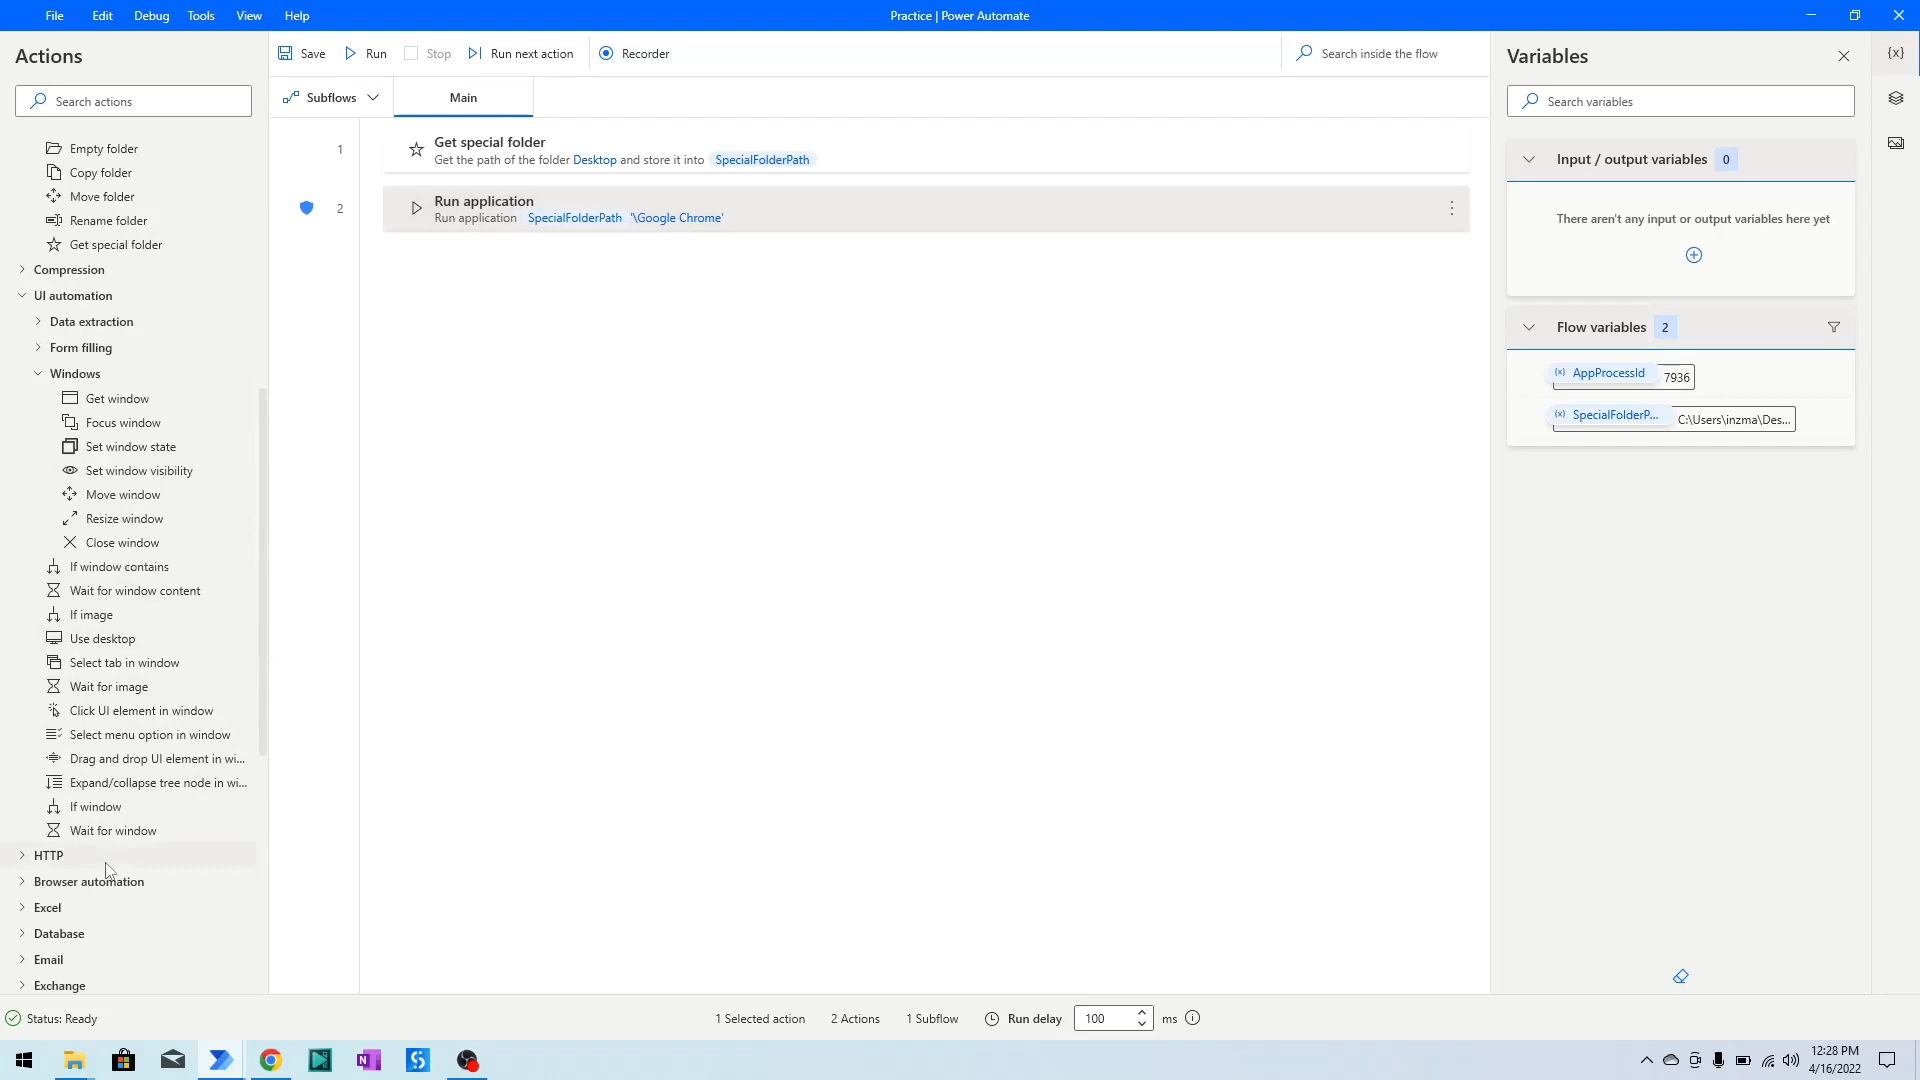 File Edit Debug Tools View Help
Practice | Power Automate
Actions
Search actions
Empty folder
Copy folder
Move folder
Rename folder
Get special folder
Compression
UI automation
Data extraction
Form filling
Windows
Get window
Focus window
Set window state
Set window visibility
Move window
Resize window
Close window
If window contains
Wait for window content
If image
Use desktop
Select tab in window
Wait for image
Click UI element in window
Select menu option in window
Drag and drop UI element in wi...
Expand/collapse tree node in wi...
If window
Wait for window
HTTP
Browser automation
Excel
Database
Email
Exchange
Save Run Stop Run next action Recorder
Search inside the flow
Subflows Main
1
Get special folder
Get the path of the folder Desktop and store it into SpecialFolderPath
2
Run application
Run application SpecialFolderPath '\Google Chrome'
Variables
{x}
Search variables
Input / output variables 0
There aren't any input or output variables here yet
Flow variables 2
(x) AppProcessId 7936
(x) SpecialFolderP... C:\Users\inzma\Des...
Status: Ready
1 Selected action 2 Actions 1 Subflow Run delay 100 ms
12:28 PM
4/16/2022